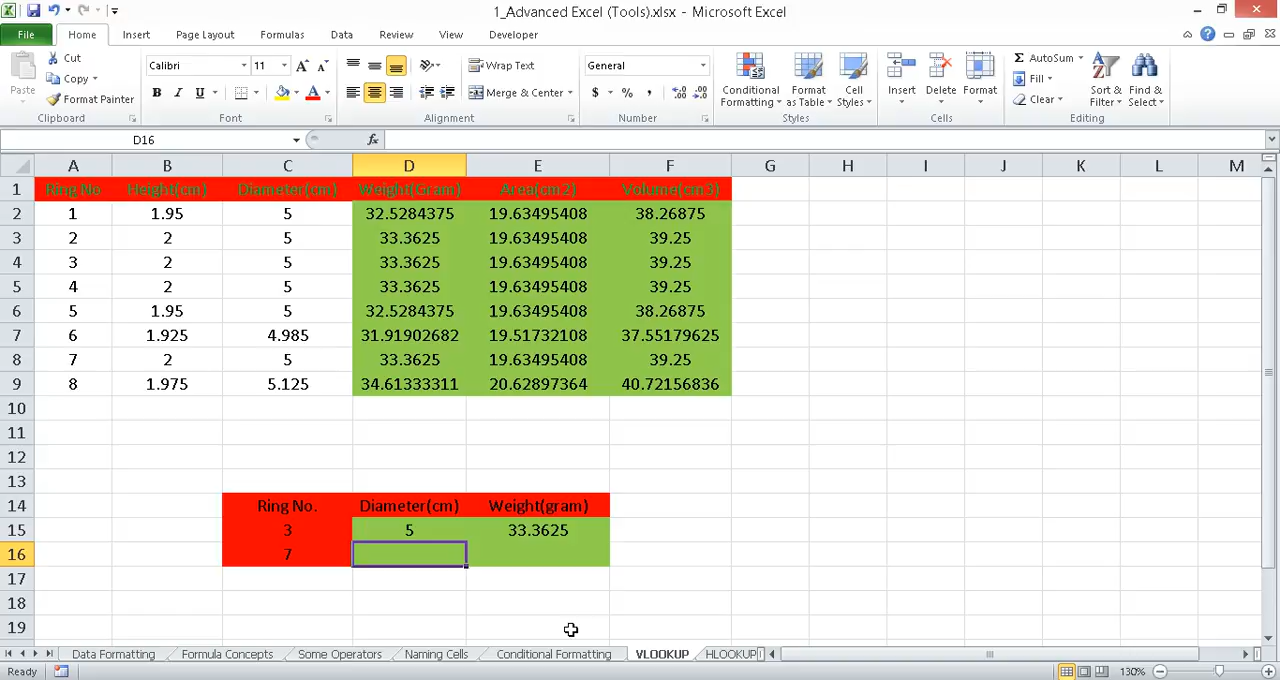 1_Advanced Excel (Tools).xlsx - Microsoft Excel
File Home Insert Page Layout Formulas Data Review View Developer
Paste Cut Copy Format Painter Clipboard
Calibri 11 A A B I U A Font
Wrap Text Merge & Center Alignment
General $ % , .00 Number
Conditional Formatting Format as Table Cell Styles Styles
Insert Delete Format Cells
Σ AutoSum Fill Clear Sort & Filter Find & Select Editing
D16 fx
A B C D E F G H I J K L M
1 Ring No Height(cm) Diameter(cm) Weight(Gram) Area(cm2) Volume(cm3)
2 1 1.95 5 32.5284375 19.63495408 38.26875
3 2 2 5 33.3625 19.63495408 39.25
4 3 2 5 33.3625 19.63495408 39.25
5 4 2 5 33.3625 19.63495408 39.25
6 5 1.95 5 32.5284375 19.63495408 38.26875
7 6 1.925 4.985 31.91902682 19.51732108 37.55179625
8 7 2 5 33.3625 19.63495408 39.25
9 8 1.975 5.125 34.61333311 20.62897364 40.72156836
10
11
12
13
14 Ring No. Diameter(cm) Weight(gram)
15 3 5 33.3625
16 7
17
18
19
Data Formatting Formula Concepts Some Operators Naming Cells Conditional Formatting VLOOKUP HLOOKUP
Ready 130%